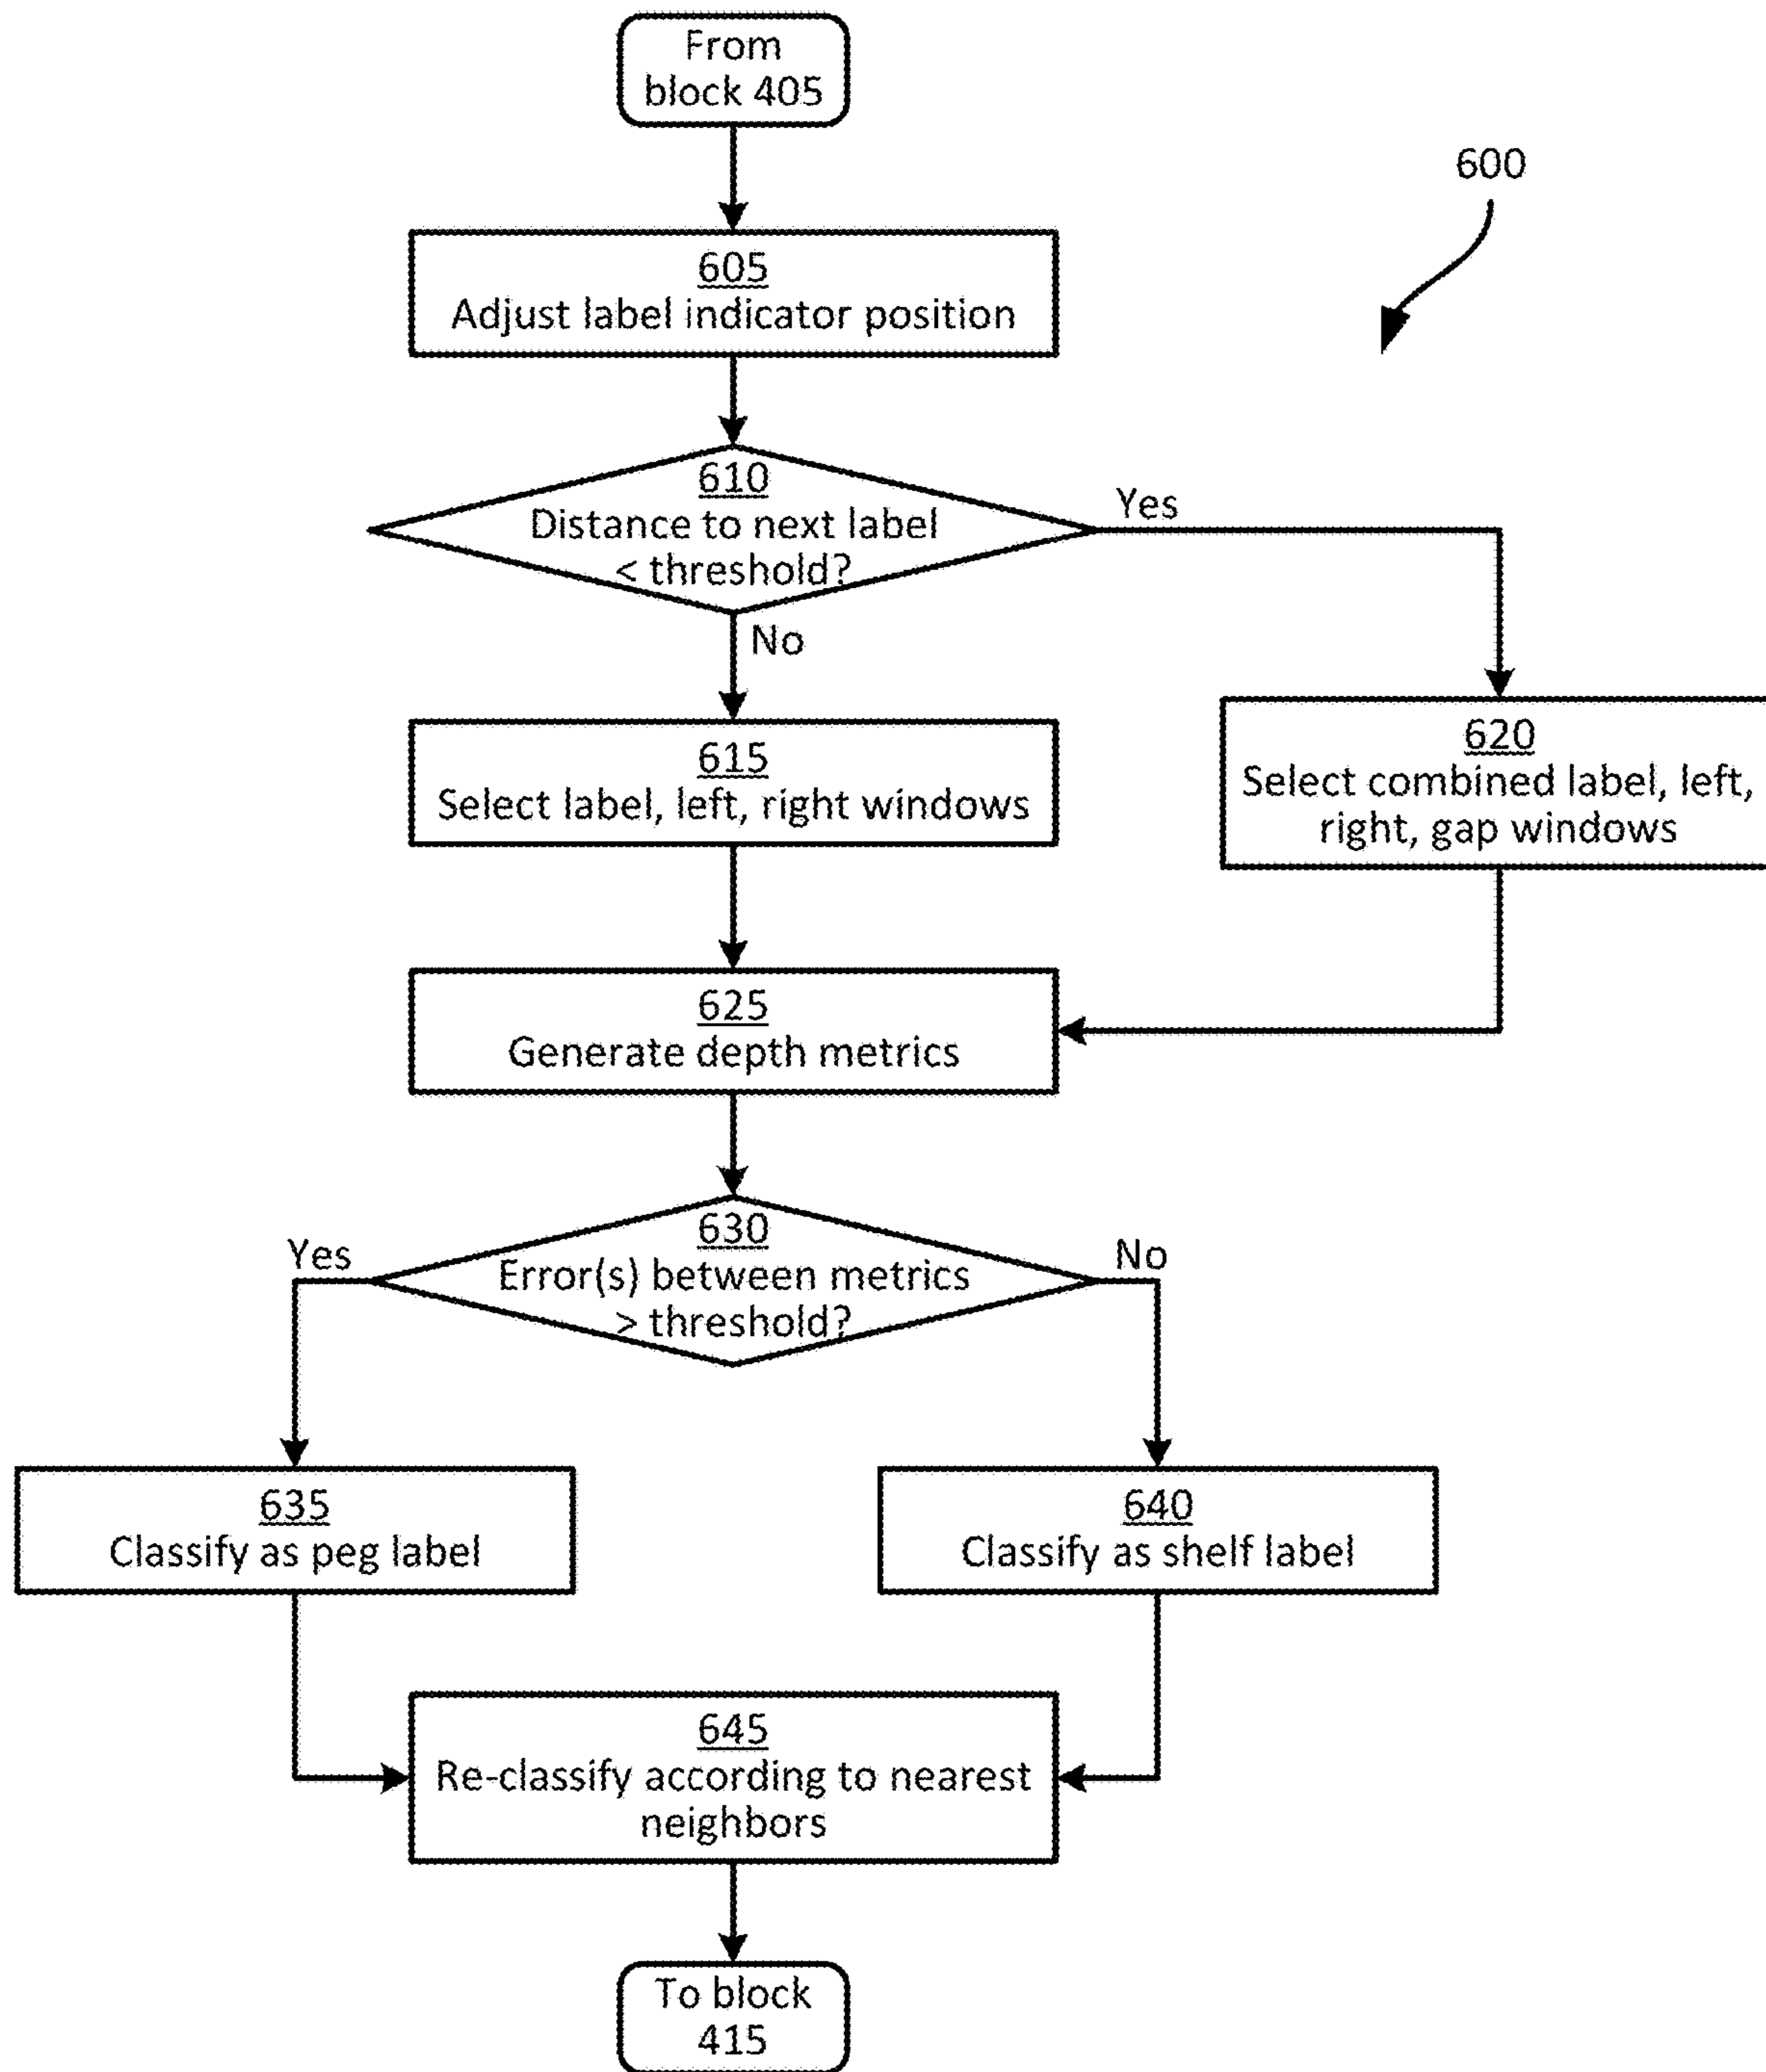 From
block 405
600
605
Adjust label indicator position
610
Distance to next label
< threshold?
Yes
No
615
Select label, left, right windows
620
Select combined label, left,
right, gap windows
625
Generate depth metrics
630
Error(s) between metrics
> threshold?
Yes
No
635
Classify as peg label
640
Classify as shelf label
645
Re-classify according to nearest
neighbors
To block
415